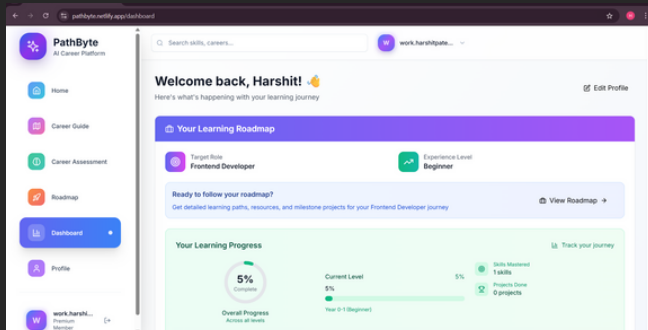 pathbyte.netlify.app/dashboard
PathByte
AI Career Platform
Search skills, careers...
W
work.harshitpate...
Home
Career Guide
Career Assessment
Roadmap
Dashboard
Profile
W
work.harshi...
Premium
Member
Welcome back, Harshit!
Here's what's happening with your learning journey
Edit Profile
Your Learning Roadmap
Target Role
Frontend Developer
Experience Level
Beginner
Ready to follow your roadmap?
Get detailed learning paths, resources, and milestone projects for your Frontend Developer journey
View Roadmap
Your Learning Progress
Track your journey
5%
Complete
Overall Progress
Across all levels
Current Level
5%
5%
Year 0-1 (Beginner)
Skills Mastered
1 skills
Projects Done
0 projects